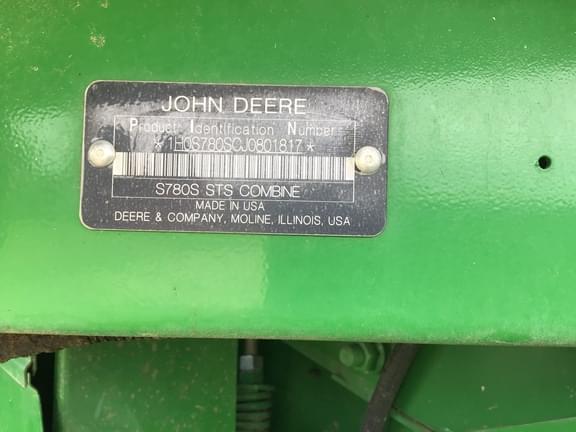 JOHN DEERE
Product Identification Number
*1H0S780SCJ0801817*
S780S STS COMBINE
MADE IN USA
DEERE & COMPANY, MOLINE, ILLINOIS, USA